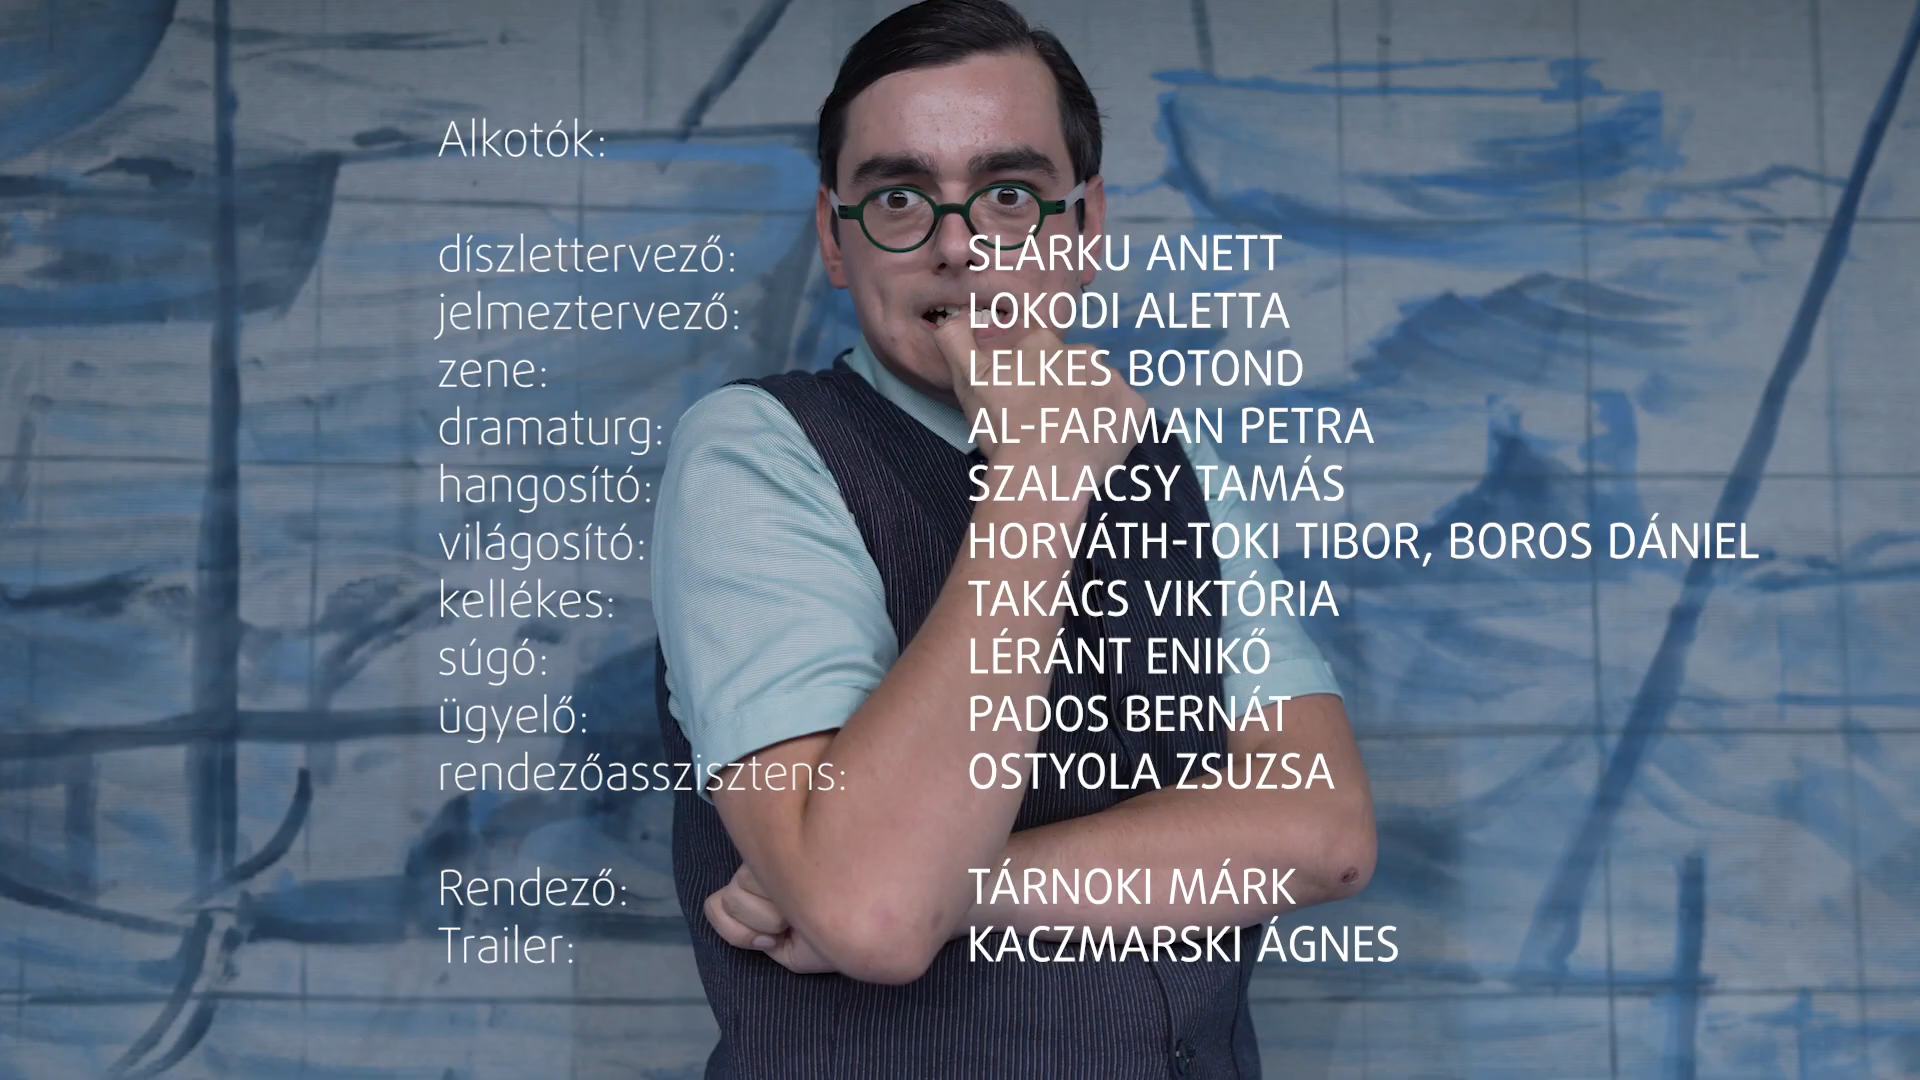 Alkotók:
díszlettervező: SLÁRKU ANETT
jelmeztervező: LOKODI ALETTA
zene: LELKES BOTOND
dramaturg: AL-FARMAN PETRA
hangosító: SZALACSY TAMÁS
világosító: HORVÁTH-TOKI TIBOR, BOROS DÁNIEL
kellékes: TAKÁCS VIKTÓRIA
súgó: LÉRÁNT ENIKŐ
ügyelő: PADOS BERNÁT
rendezőasszisztens: OSTYOLA ZSUZSA
Rendező: TÁRNOKI MÁRK
Trailer: KACZMARSKI ÁGNES